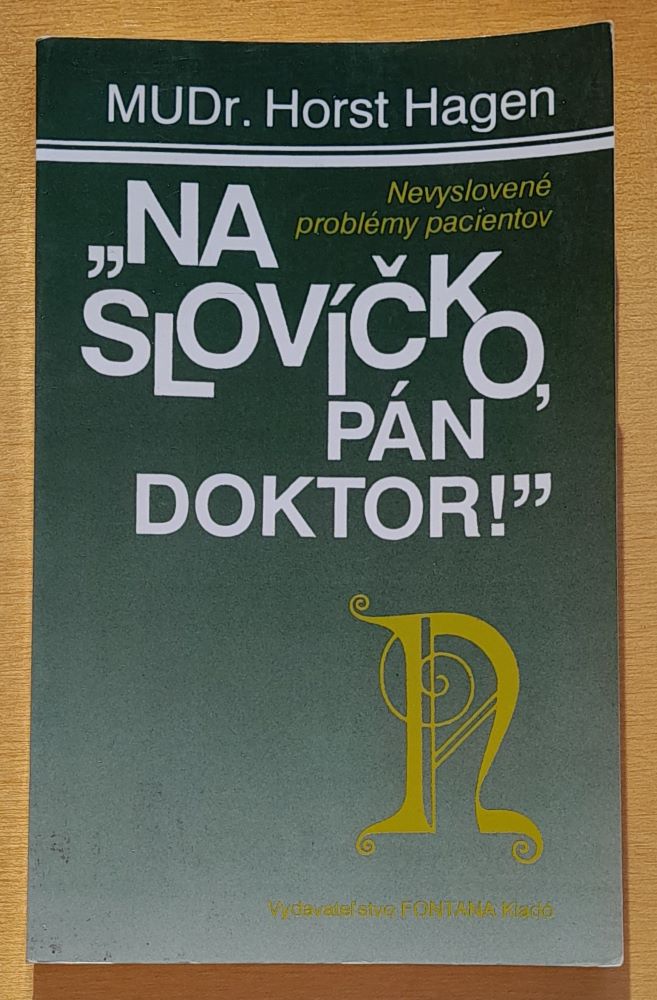 MUDr. Horst Hagen
Nevyslovené
problémy pacientov
„NA
SLOVÍČKO,
PÁN
DOKTOR!”
N
Vydavateľstvo FONTANA Kiadó